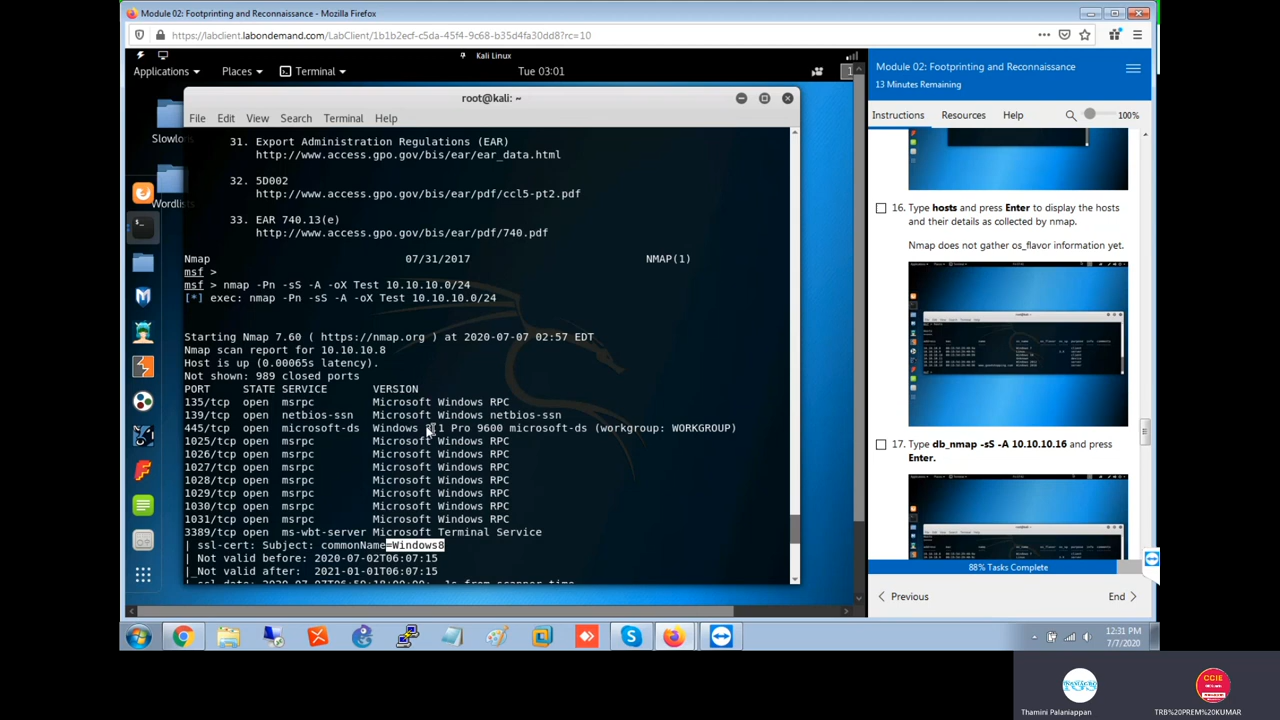 Module 02: Footprinting and Reconnaissance - Mozilla Firefox
https://labclient.labondemand.com/LabClient/1b1b2ecf-eb0a-45f4-9c68-b35d4fa30dd8?rc=10
Kali Linux
Applications
Places
Terminal
Tue 03:01
1
root@kali: ~
File Edit View Search Terminal Help
Slowlori
Wordlists
31. Export Administration Regulations (EAR)
http://www.access.gpo.gov/bis/ear/ear_data.html
32. 5D002
http://www.access.gpo.gov/bis/ear/pdf/ccl5-pt2.pdf
33. EAR 740.13(e)
http://www.access.gpo.gov/bis/ear/pdf/740.pdf
Nmap 07/31/2017 NMAP(1)
msf >
msf > nmap -Pn -sS -A -oX Test 10.10.10.0/24
[*] exec: nmap -Pn -sS -A -oX Test 10.10.10.0/24
Starting Nmap 7.60 ( https://nmap.org ) at 2020-07-07 02:57 EDT
Nmap scan report for 10.10.10.8
Host is up (0.00065s latency).
Not shown: 989 closed ports
PORT STATE SERVICE VERSION
135/tcp open msrpc Microsoft Windows RPC
139/tcp open netbios-ssn Microsoft Windows netbios-ssn
445/tcp open microsoft-ds Windows 8.1 Pro 9600 microsoft-ds (workgroup: WORKGROUP)
1025/tcp open msrpc Microsoft Windows RPC
1026/tcp open msrpc Microsoft Windows RPC
1027/tcp open msrpc Microsoft Windows RPC
1028/tcp open msrpc Microsoft Windows RPC
1029/tcp open msrpc Microsoft Windows RPC
1030/tcp open msrpc Microsoft Windows RPC
1031/tcp open msrpc Microsoft Windows RPC
3389/tcp open ms-wbt-server Microsoft Terminal Service
| ssl-cert: Subject: commonName=Windows8
| Not valid before: 2020-07-02T06:07:15
|_Not valid after: 2021-01-01T06:07:15
Module 02: Footprinting and Reconnaissance
13 Minutes Remaining
Instructions Resources Help 100%
16. Type hosts and press Enter to display the hosts
and their details as collected by nmap.
Nmap does not gather os_flavor information yet.
17. Type db_nmap -sS -A 10.10.10.16 and press
Enter.
88% Tasks Complete
Previous
End
12:31 PM
7/7/2020
Thamini Palaniappan
CCIE
TRB%20PREM%20KUMAR